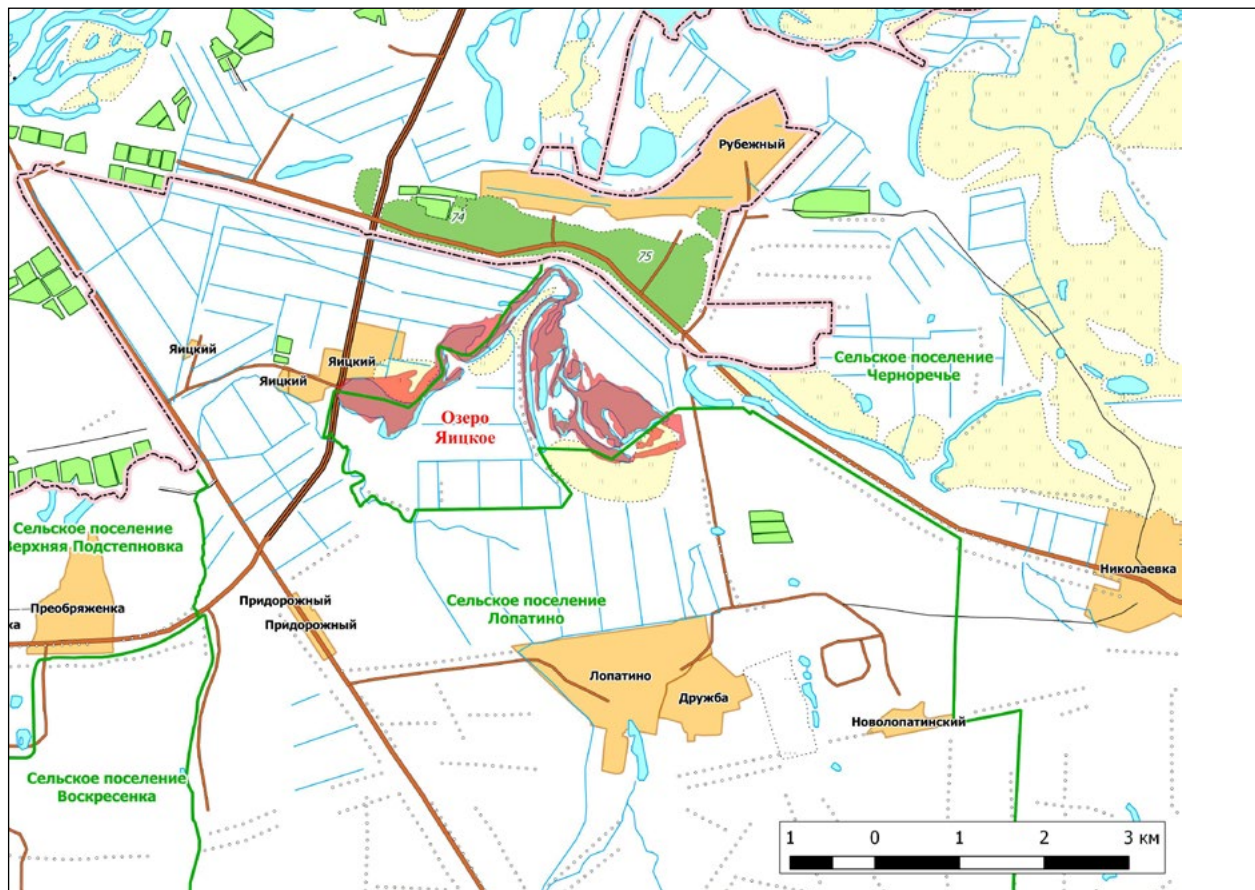 Рубежный
74
75
Яицкий
Яицкий
Яицкий
Сельское поселение
Черноречье
Озеро
Яицкое
Сельское поселение
Верхняя Подстепновка
Николаевка
Преображенка
ка
Придорожный
Придорожный
Сельское поселение
Лопатино
Лопатино
Дружба
Новолопатинский
Сельское поселение
Воскресенка
1 0 1 2 3 км